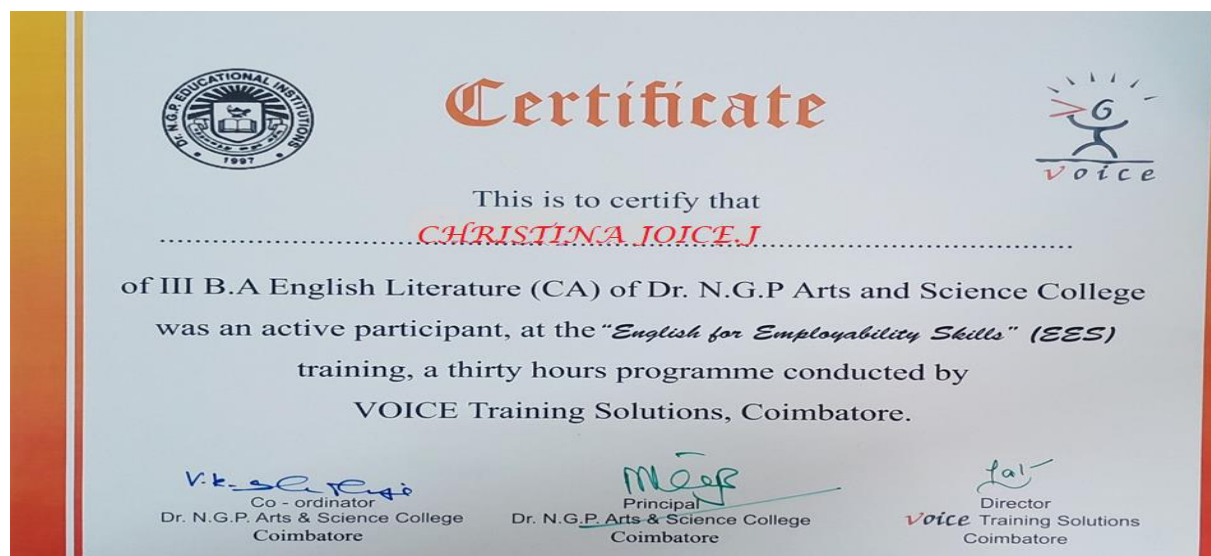 Dr. N.G.P. EDUCATIONAL INSTITUTIONS
1997
Certificate
voice
This is to certify that
CHRISTINA JOICE.J
of III B.A English Literature (CA) of Dr. N.G.P Arts and Science College
was an active participant, at the "English for Employability Skills" (EES)
training, a thirty hours programme conducted by
VOICE Training Solutions, Coimbatore.
Co - ordinator
Dr. N.G.P. Arts & Science College
Coimbatore
Principal
Dr. N.G.P. Arts & Science College
Coimbatore
Director
voice Training Solutions
Coimbatore